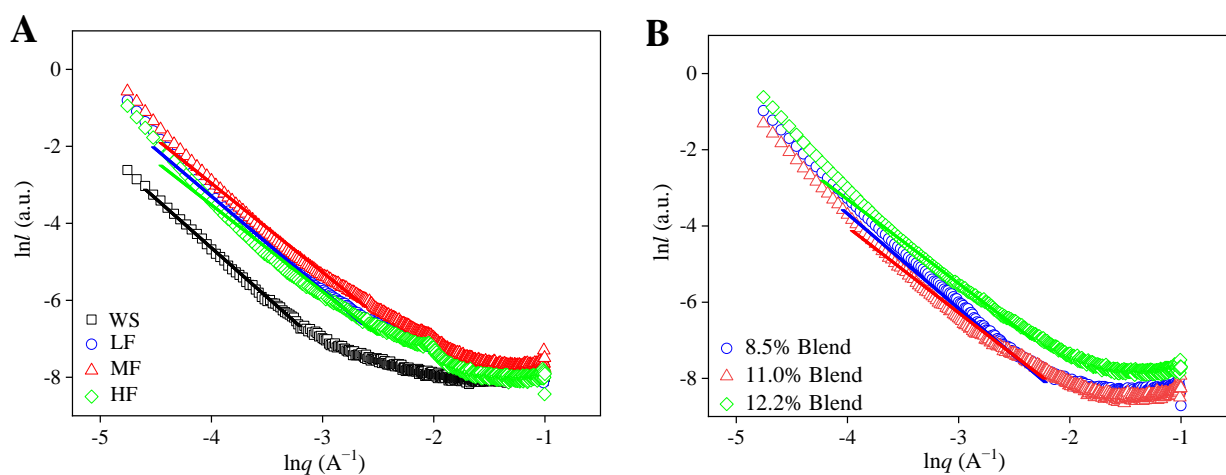 A
0
-2
-4
-6
-8
lnI (a.u.)
WS
LF
MF
HF
-5 -4 -3 -2 -1
lnq (A⁻¹)
B
0
-2
-4
-6
-8
lnI (a.u.)
8.5% Blend
11.0% Blend
12.2% Blend
-5 -4 -3 -2 -1
lnq (A⁻¹)